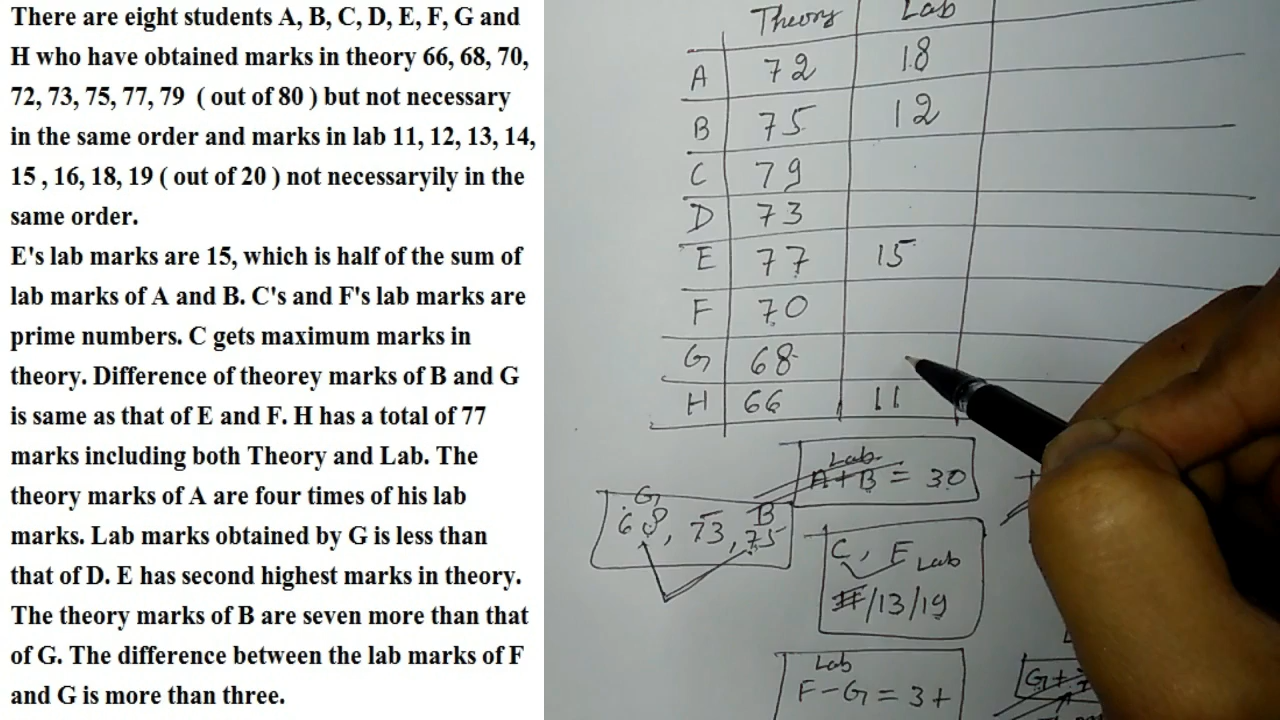 There are eight students A, B, C, D, E, F, G and
H who have obtained marks in theory 66, 68, 70,
72, 73, 75, 77, 79 ( out of 80 ) but not necessary
in the same order and marks in lab 11, 12, 13, 14,
15 , 16, 18, 19 ( out of 20 ) not necessaryily in the
same order.
E's lab marks are 15, which is half of the sum of
lab marks of A and B. C's and F's lab marks are
prime numbers. C gets maximum marks in
theory. Difference of theorey marks of B and G
is same as that of E and F. H has a total of 77
marks including both Theory and Lab. The
theory marks of A are four times of his lab
marks. Lab marks obtained by G is less than
that of D. E has second highest marks in theory.
The theory marks of B are seven more than that
of G. The difference between the lab marks of F
and G is more than three.
Theory Lab
A 72 18
B 75 12
C 79
D 73
E 77 15
F 70
G 68
H 66 11
Lab
A+B = 30
G B
68, 73, 75
C, F Lab
/13/19
Lab
F-G = 3+
G+